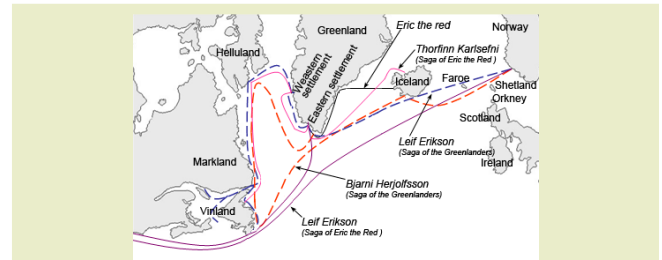 Greenland
Eric the red
Norway
Thorfinn Karlsefni
(Saga of Eric the Red )
Helluland
Weastern
settlement
Eastern settlement
Iceland
Faroe
Shetland
Orkney
Scotland
Leif Erikson
(Saga of the Greenlanders)
Ireland
Markland
Bjarni Herjolfsson
(Saga of the Greenlanders)
Vinland
Leif Erikson
(Saga of Eric the Red )